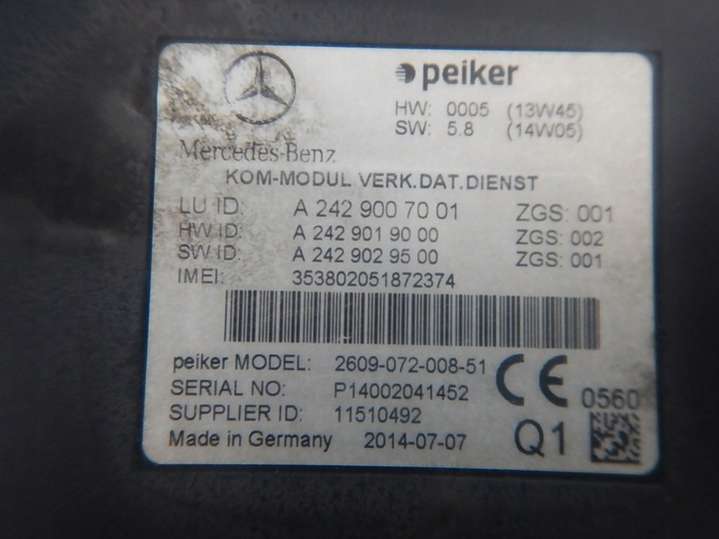 peiker
HW: 0005 (13W45)
SW: 5.8 (14W05)
Mercedes-Benz
KOM-MODUL VERK.DAT.DIENST
LU ID: A 242 900 70 01 ZGS: 001
HW ID: A 242 901 90 00 ZGS: 002
SW ID: A 242 902 95 00 ZGS: 001
IMEI: 353802051872374
peiker MODEL: 2609-072-008-51
SERIAL NO: P14002041452
SUPPLIER ID: 11510492
CE 0560
Made in Germany 2014-07-07 Q1